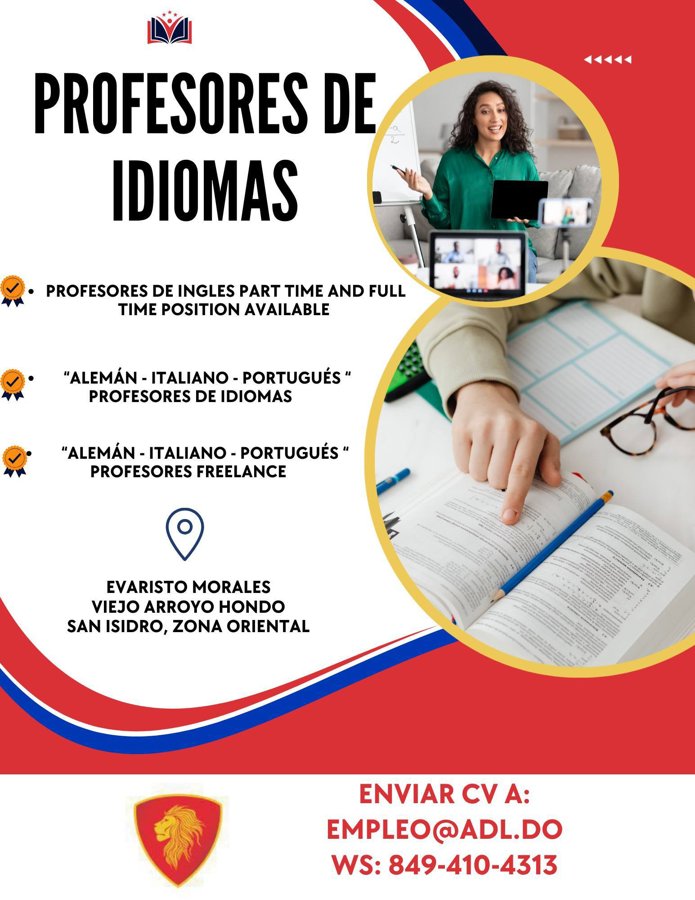 PROFESORES DE
IDIOMAS
PROFESORES DE INGLES PART TIME AND FULL
TIME POSITION AVAILABLE
“ALEMÁN - ITALIANO - PORTUGUÉS “
PROFESORES DE IDIOMAS
“ALEMÁN - ITALIANO - PORTUGUÉS “
PROFESORES FREELANCE
EVARISTO MORALES
VIEJO ARROYO HONDO
SAN ISIDRO, ZONA ORIENTAL
ENVIAR CV A:
EMPLEO@ADL.DO
WS: 849-410-4313